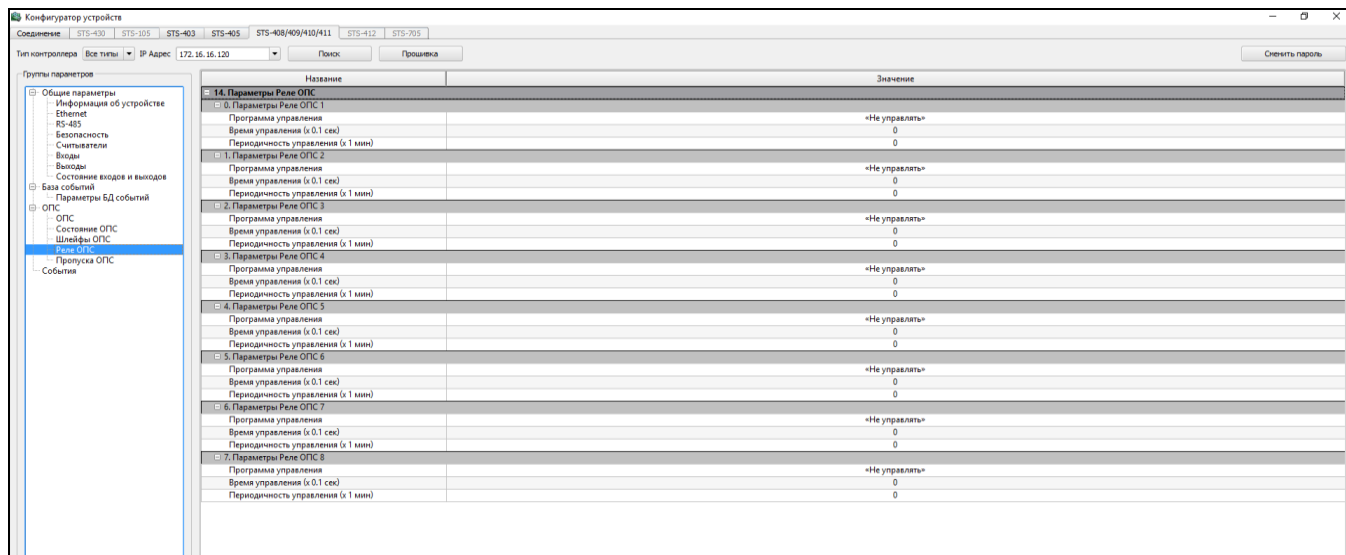 Конфигуратор устройств
Соединение STS-430 STS-105 STS-403 STS-405 STS-408/409/410/411 STS-412 STS-705
Тип контроллера Все типы IP Адрес 172.16.16.120 Поиск Прошивка Сменить пароль
Группы параметров
Общие параметры
Информация об устройстве
Ethernet
RS-485
Безопасность
Считыватели
Входы
Выходы
Состояние входов и выходов
База событий
Параметры БД событий
ОПС
ОПС
Состояние ОПС
Шлейфы ОПС
Реле ОПС
Пропуска ОПС
События
Название Значение
14. Параметры Реле ОПС
0. Параметры Реле ОПС 1
Программа управления «Не управлять»
Время управления (x 0.1 сек) 0
Периодичность управления (x 1 мин) 0
1. Параметры Реле ОПС 2
Программа управления «Не управлять»
Время управления (x 0.1 сек) 0
Периодичность управления (x 1 мин) 0
2. Параметры Реле ОПС 3
Программа управления «Не управлять»
Время управления (x 0.1 сек) 0
Периодичность управления (x 1 мин) 0
3. Параметры Реле ОПС 4
Программа управления «Не управлять»
Время управления (x 0.1 сек) 0
Периодичность управления (x 1 мин) 0
4. Параметры Реле ОПС 5
Программа управления «Не управлять»
Время управления (x 0.1 сек) 0
Периодичность управления (x 1 мин) 0
5. Параметры Реле ОПС 6
Программа управления «Не управлять»
Время управления (x 0.1 сек) 0
Периодичность управления (x 1 мин) 0
6. Параметры Реле ОПС 7
Программа управления «Не управлять»
Время управления (x 0.1 сек) 0
Периодичность управления (x 1 мин) 0
7. Параметры Реле ОПС 8
Программа управления «Не управлять»
Время управления (x 0.1 сек) 0
Периодичность управления (x 1 мин) 0